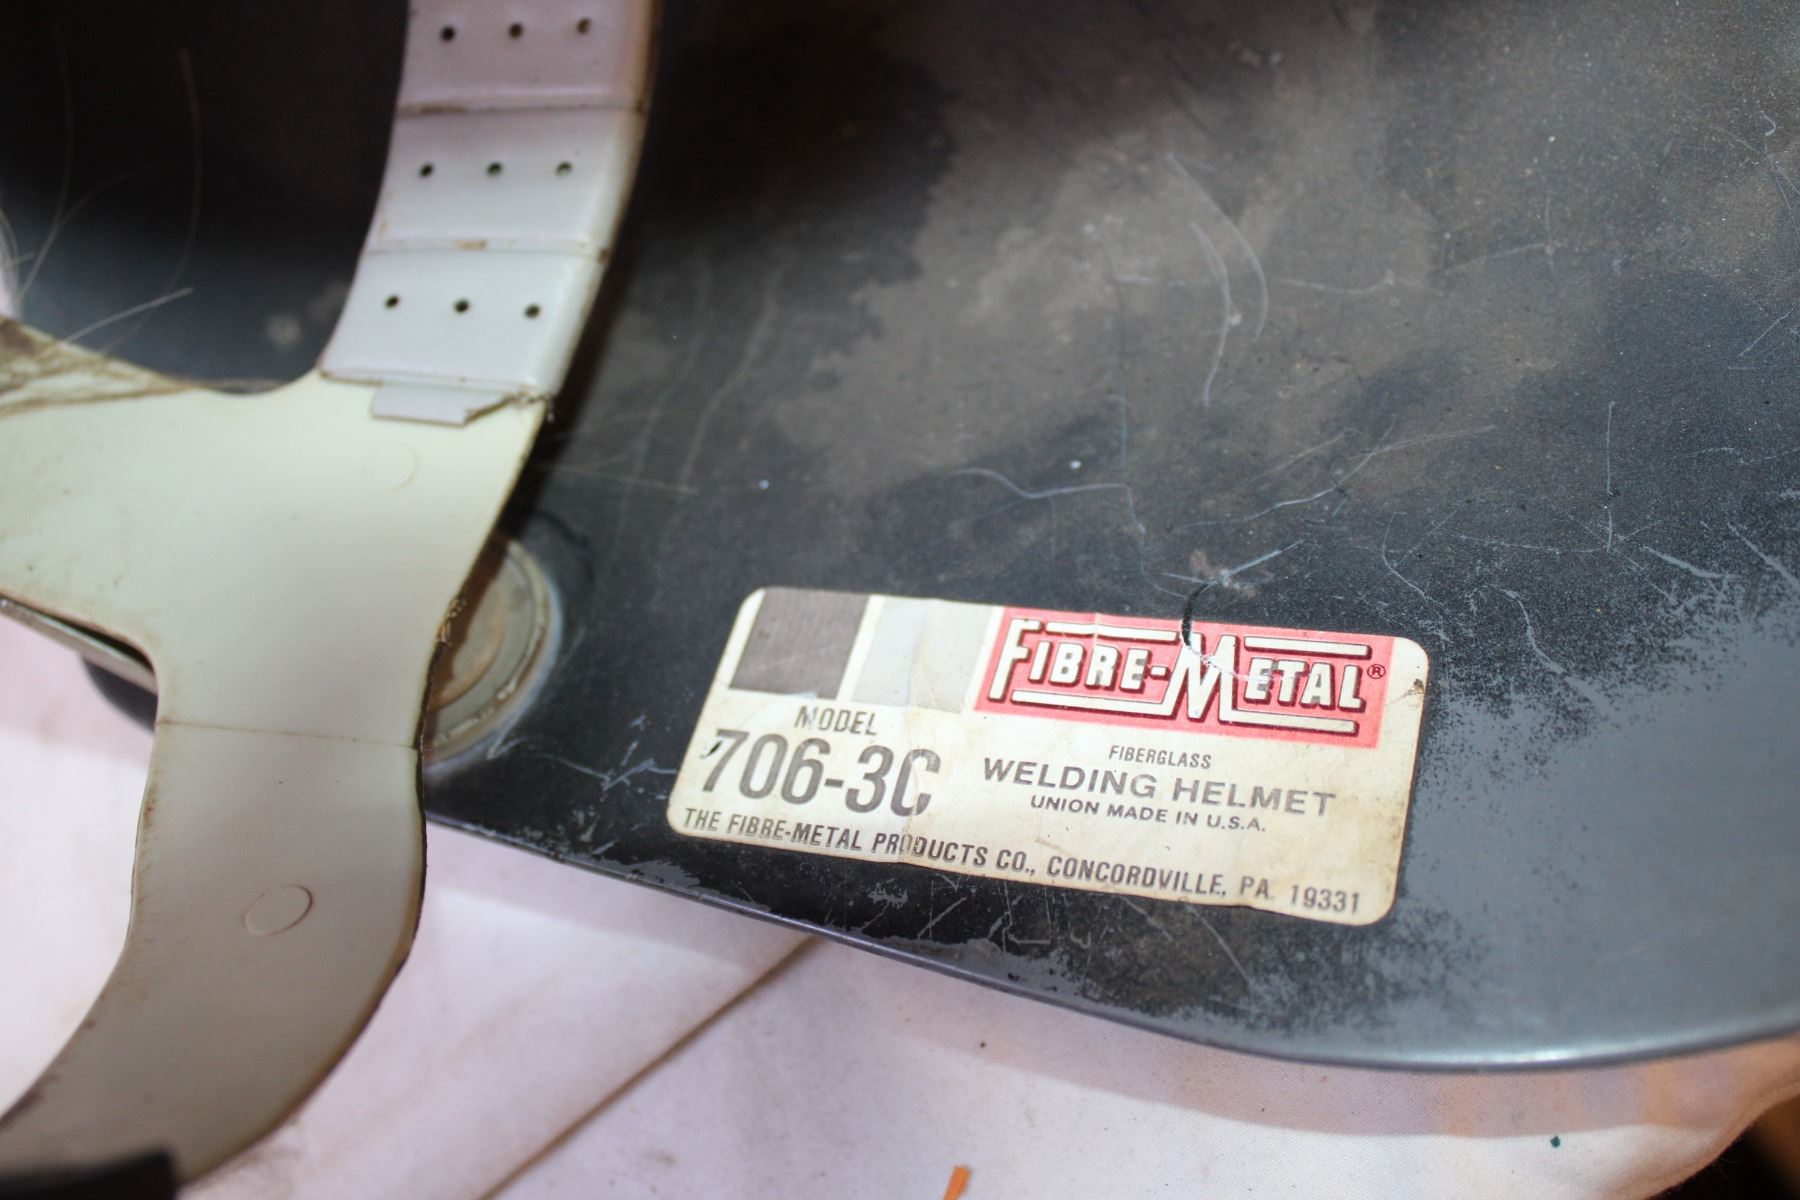 FIBRE-METAL®
MODEL
706-3C
FIBERGLASS
WELDING HELMET
UNION MADE IN U.S.A.
THE FIBRE-METAL PRODUCTS CO., CONCORDVILLE, PA. 19331